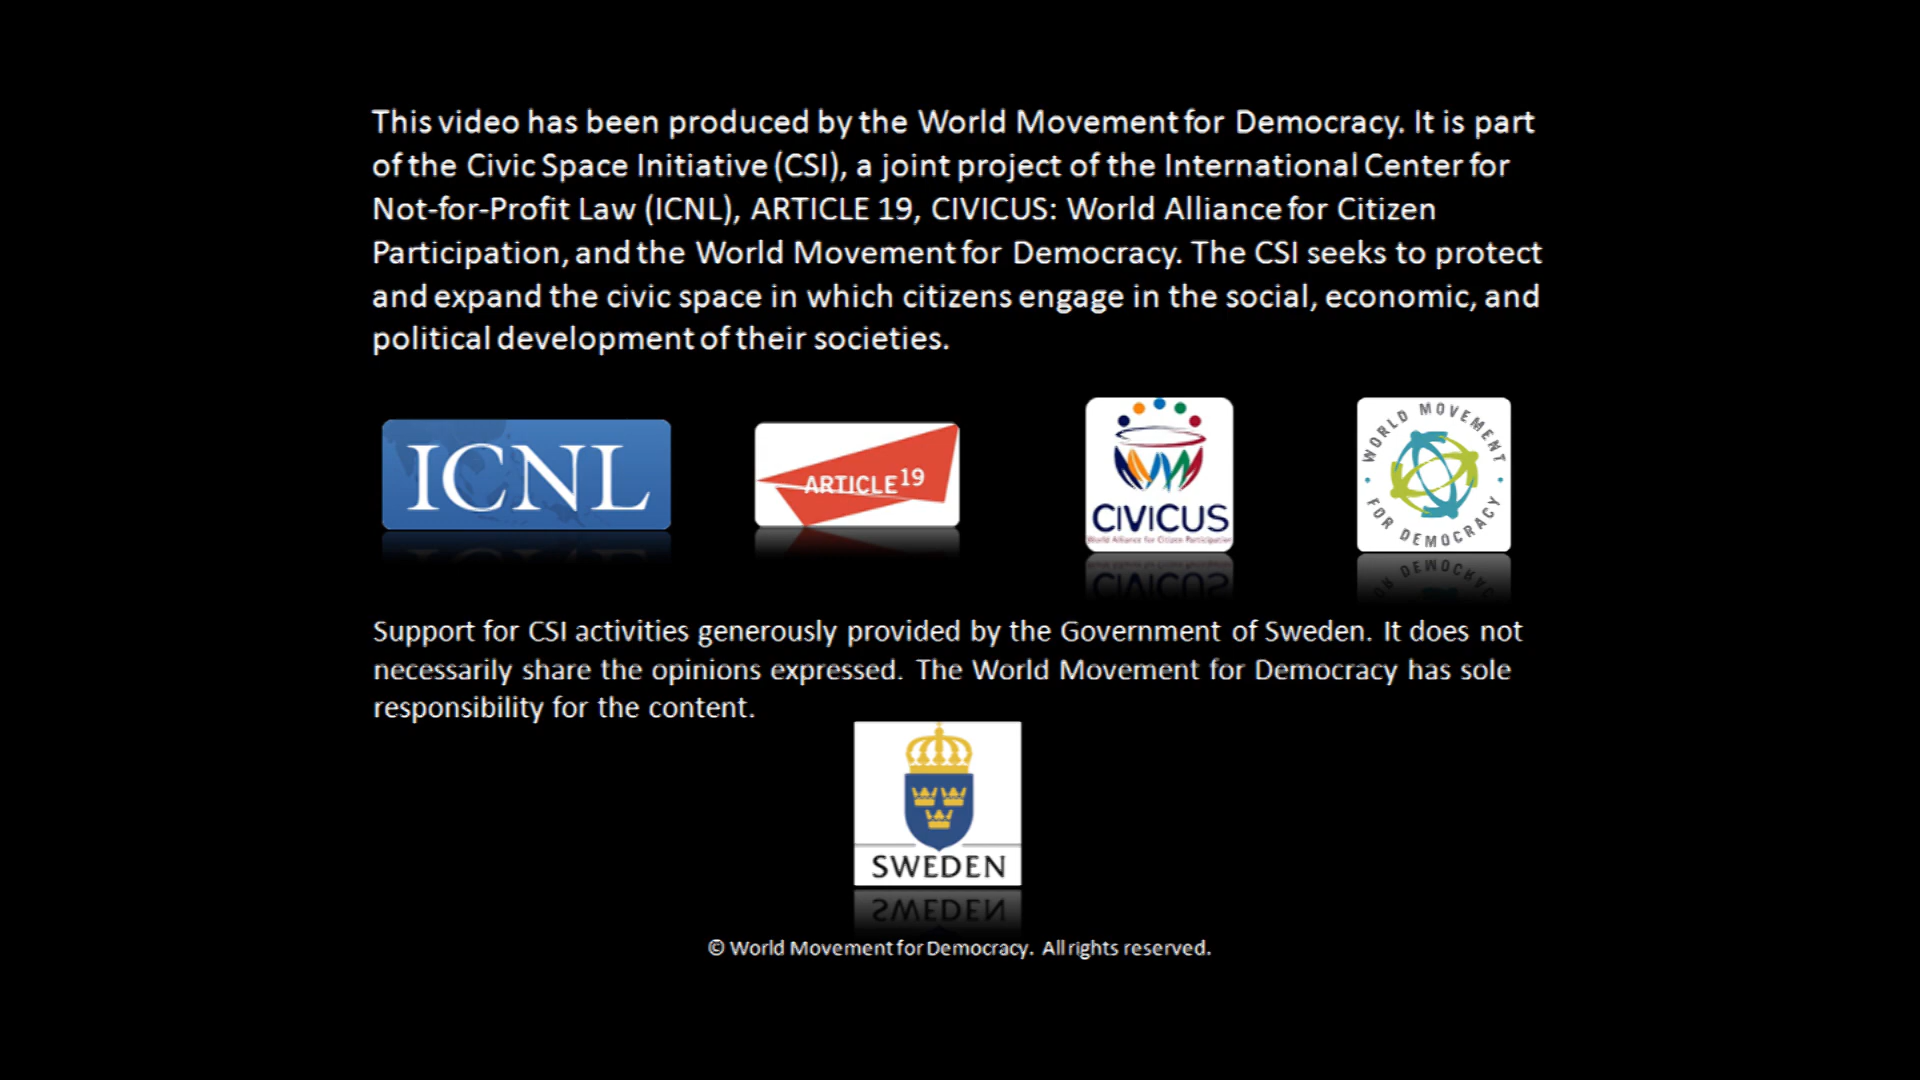 This video has been produced by the World Movement for Democracy. It is part
of the Civic Space Initiative (CSI), a joint project of the International Center for
Not-for-Profit Law (ICNL), ARTICLE 19, CIVICUS: World Alliance for Citizen
Participation, and the World Movement for Democracy. The CSI seeks to protect
and expand the civic space in which citizens engage in the social, economic, and
political development of their societies.
ICNL
ARTICLE 19
CIVICUS
World Alliance for Citizen Participation
WORLD MOVEMENT
FOR DEMOCRACY
Support for CSI activities generously provided by the Government of Sweden. It does not
necessarily share the opinions expressed. The World Movement for Democracy has sole
responsibility for the content.
SWEDEN
© World Movement for Democracy. All rights reserved.